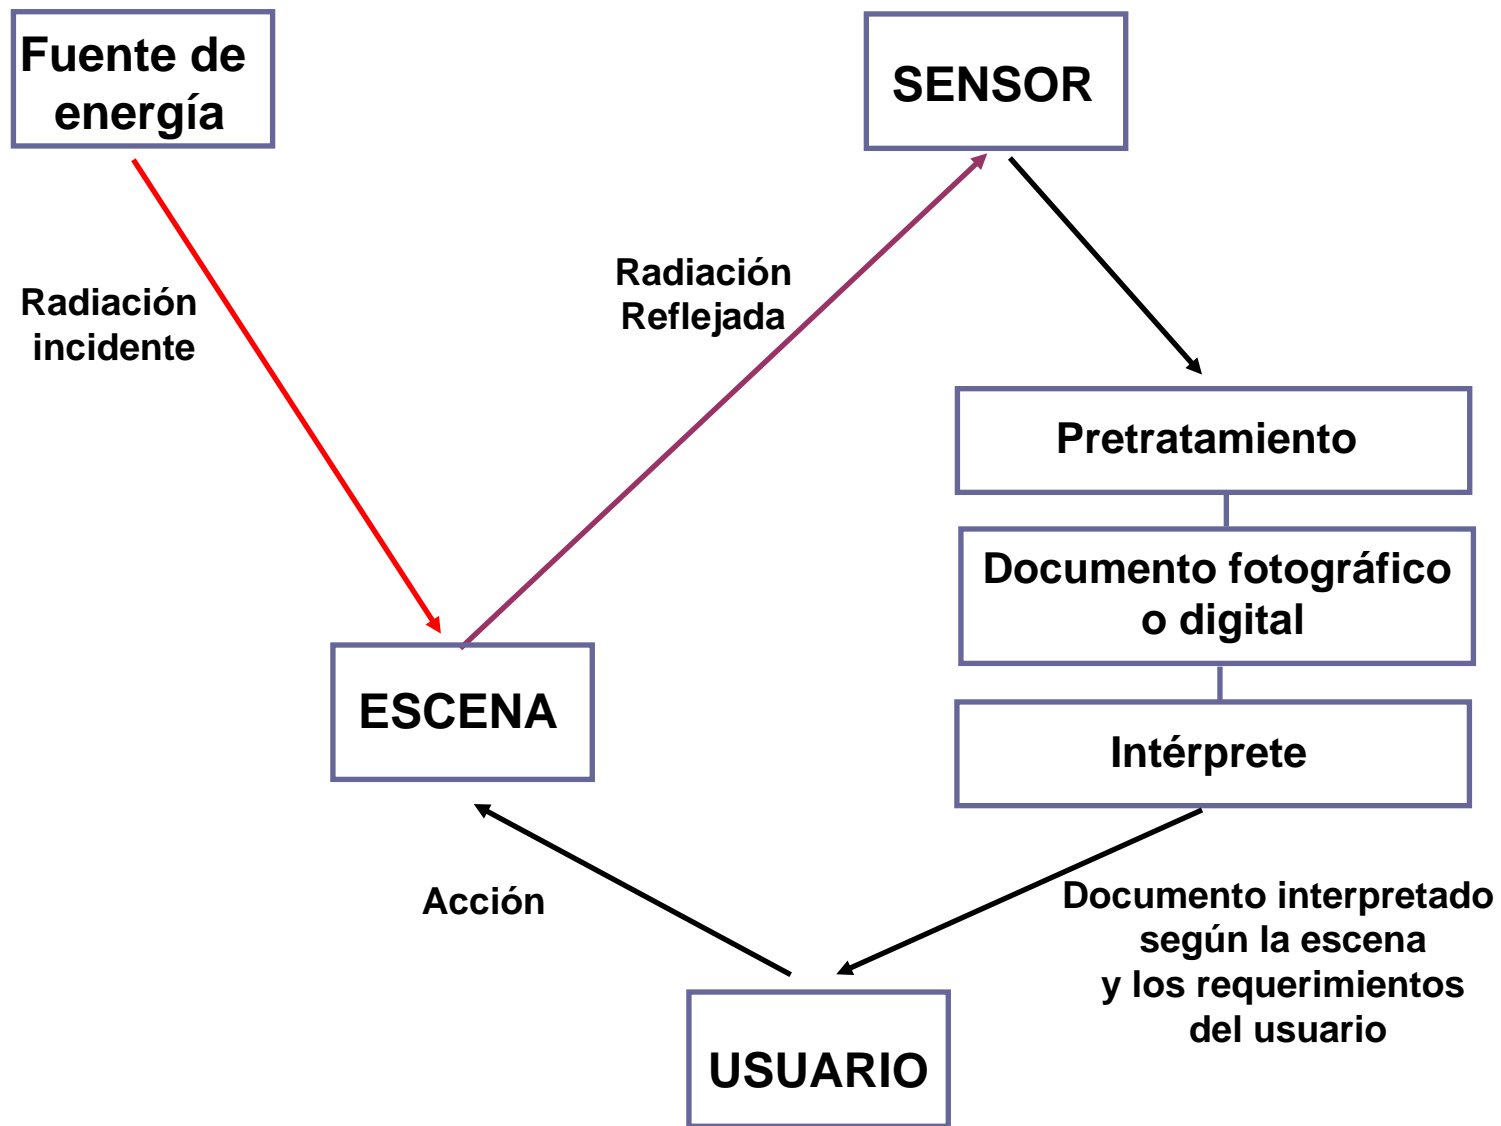 Fuente de
energía
SENSOR
Radiación
incidente
Radiación
Reflejada
Pretratamiento
Documento fotográfico
o digital
ESCENA
Intérprete
Acción
Documento interpretado
según la escena
y los requerimientos
del usuario
USUARIO